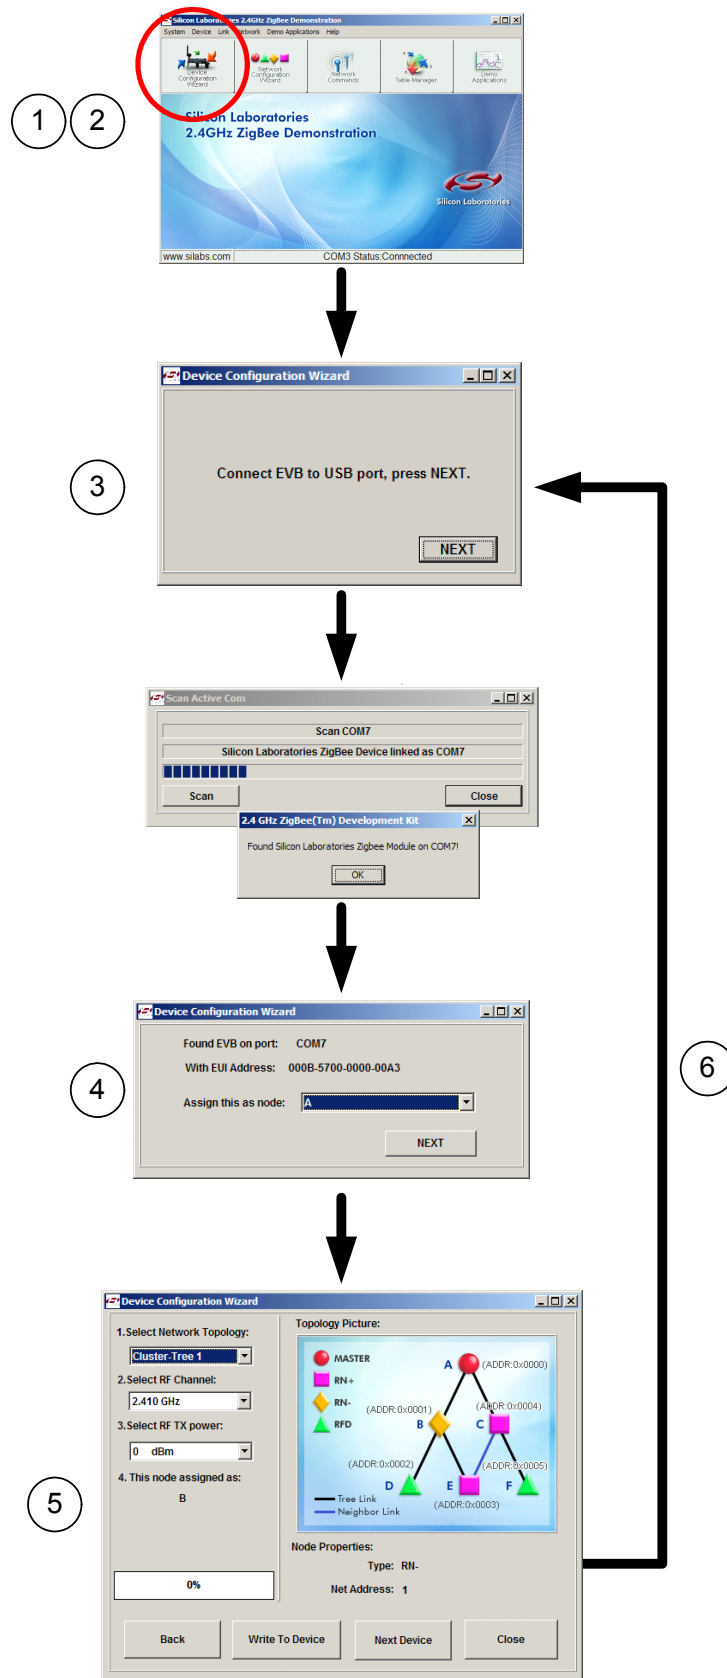 Silicon Laboratories 2.4GHz ZigBee Demonstration
System Device Link Network Demo Applications Help
Device Configuration Wizard
Network Configuration Wizard
Network Commands
Table Manager
Demo Applications
1
2
Silicon Laboratories
2.4GHz ZigBee Demonstration
Silicon Laboratories
www.silabs.com
COM3 Status:Connnected
Device Configuration Wizard
3
Connect EVB to USB port, press NEXT.
NEXT
Scan Active Com
Scan COM7
Silicon Laboratories ZigBee Device linked as COM7
Scan
Close
2.4 GHz ZigBee(Tm) Development Kit
Found Silicon Laboratories Zigbee Module on COM7!
OK
Device Configuration Wizard
Found EVB on port: COM7
With EUI Address: 000B-5700-0000-00A3
4
Assign this as node: A
NEXT
6
Device Configuration Wizard
1.Select Network Topology:
Cluster-Tree 1
2.Select RF Channel:
2.410 GHz
3.Select RF TX power:
0 dBm
4. This node assigned as:
B
5
0%
Topology Picture:
MASTER
RN+
RN-
RFD
A (ADDR:0x0000)
(ADDR:0x0001)
(ADDR:0x0004)
B
C
(ADDR:0x0002)
(ADDR:0x0005)
D
E
F
(ADDR:0x0003)
Tree Link
Neighbor Link
Node Properties:
Type: RN-
Net Address: 1
Back
Write To Device
Next Device
Close